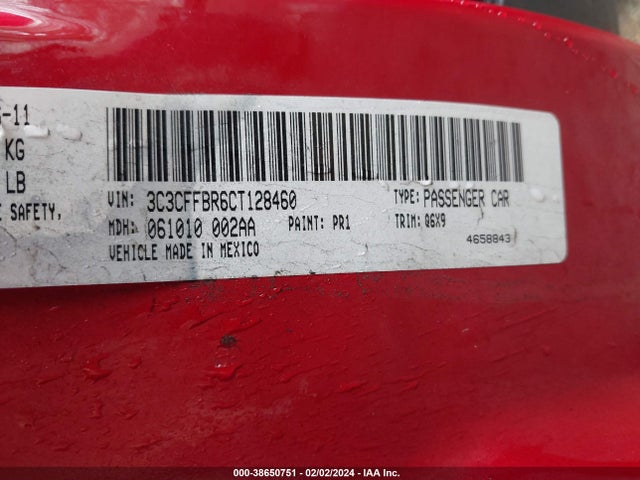 -11
KG
LB
SAFETY,
VIN: 3C3CFFBR6CT128460 TYPE: PASSENGER CAR
MDH: 061010 002AA PAINT: PR1 TRIM: Q6X9
VEHICLE MADE IN MEXICO 4658843
000-38650751 - 02/02/2024 - IAA Inc.